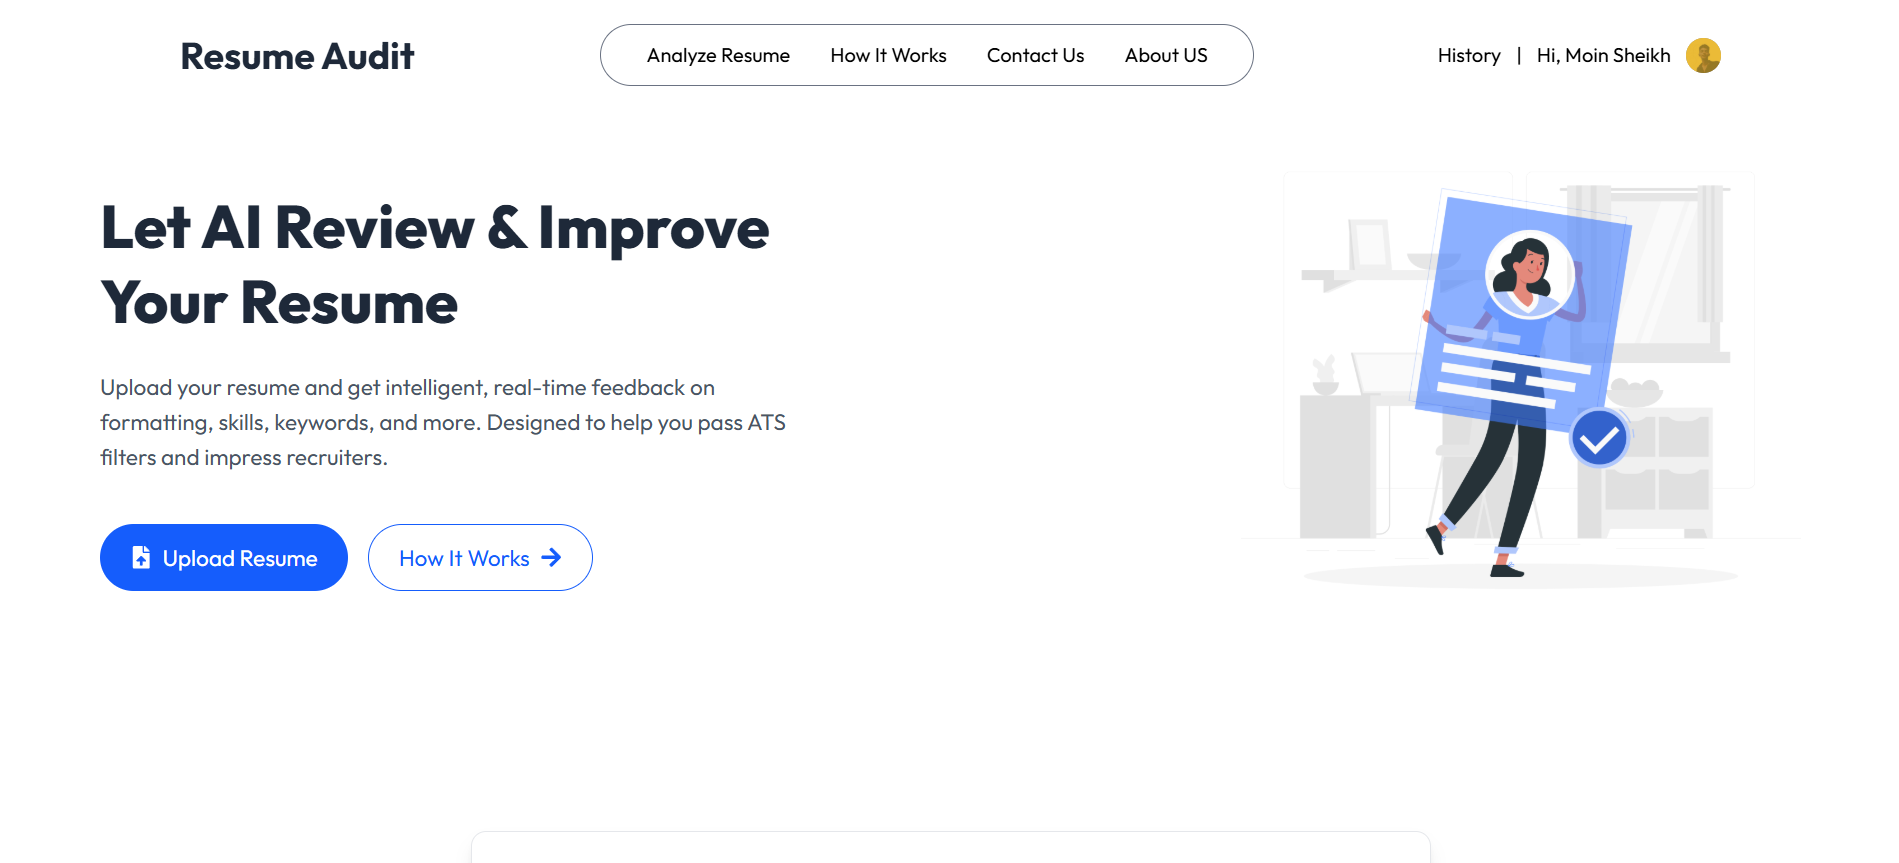 Resume Audit
Analyze Resume
How It Works
Contact Us
About US
History | Hi, Moin Sheikh
Let AI Review & Improve
Your Resume
Upload your resume and get intelligent, real-time feedback on
formatting, skills, keywords, and more. Designed to help you pass ATS
filters and impress recruiters.
Upload Resume
How It Works